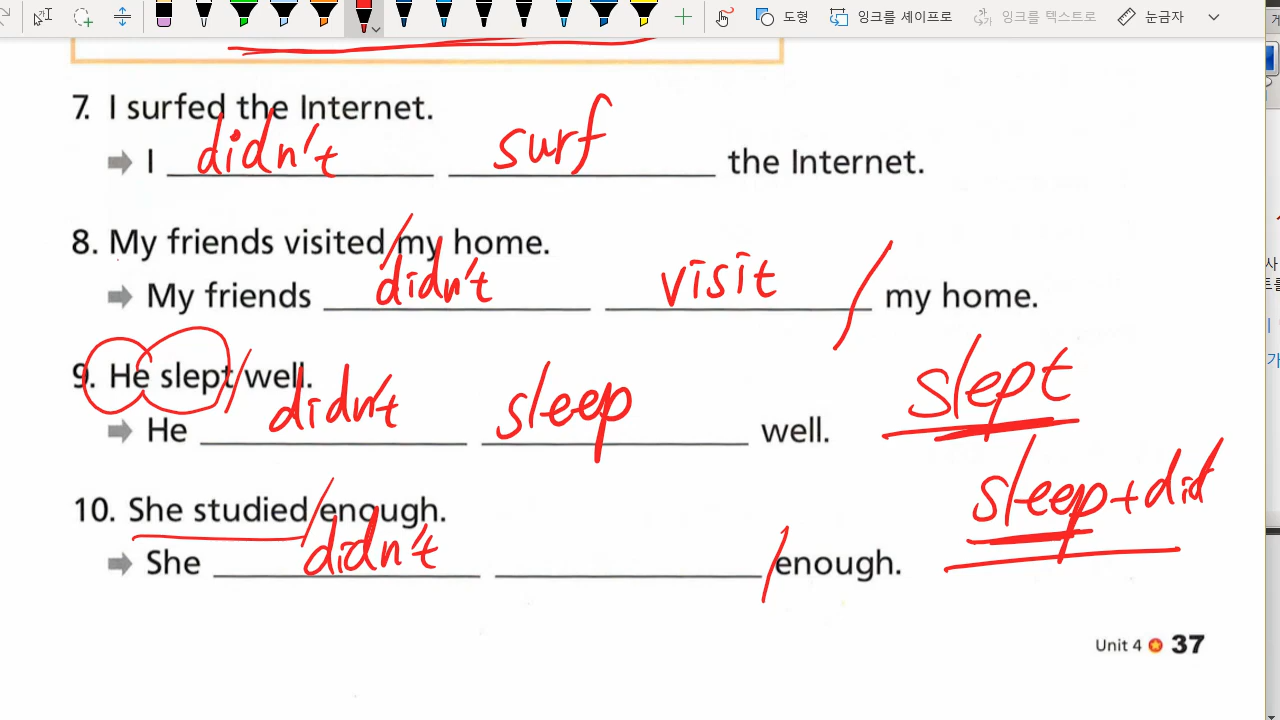 도형 잉크를 셰이프로 잉크를 텍스트로 눈금자
7. I surfed the Internet.
➡ I didn't surf the Internet.
8. My friends visited / my home.
➡ My friends didn't visit / my home.
9. He slept / well.
➡ He didn't sleep well.
slept
sleep + did
10. She studied / enough.
➡ She didn't ____ / enough.
Unit 4 37